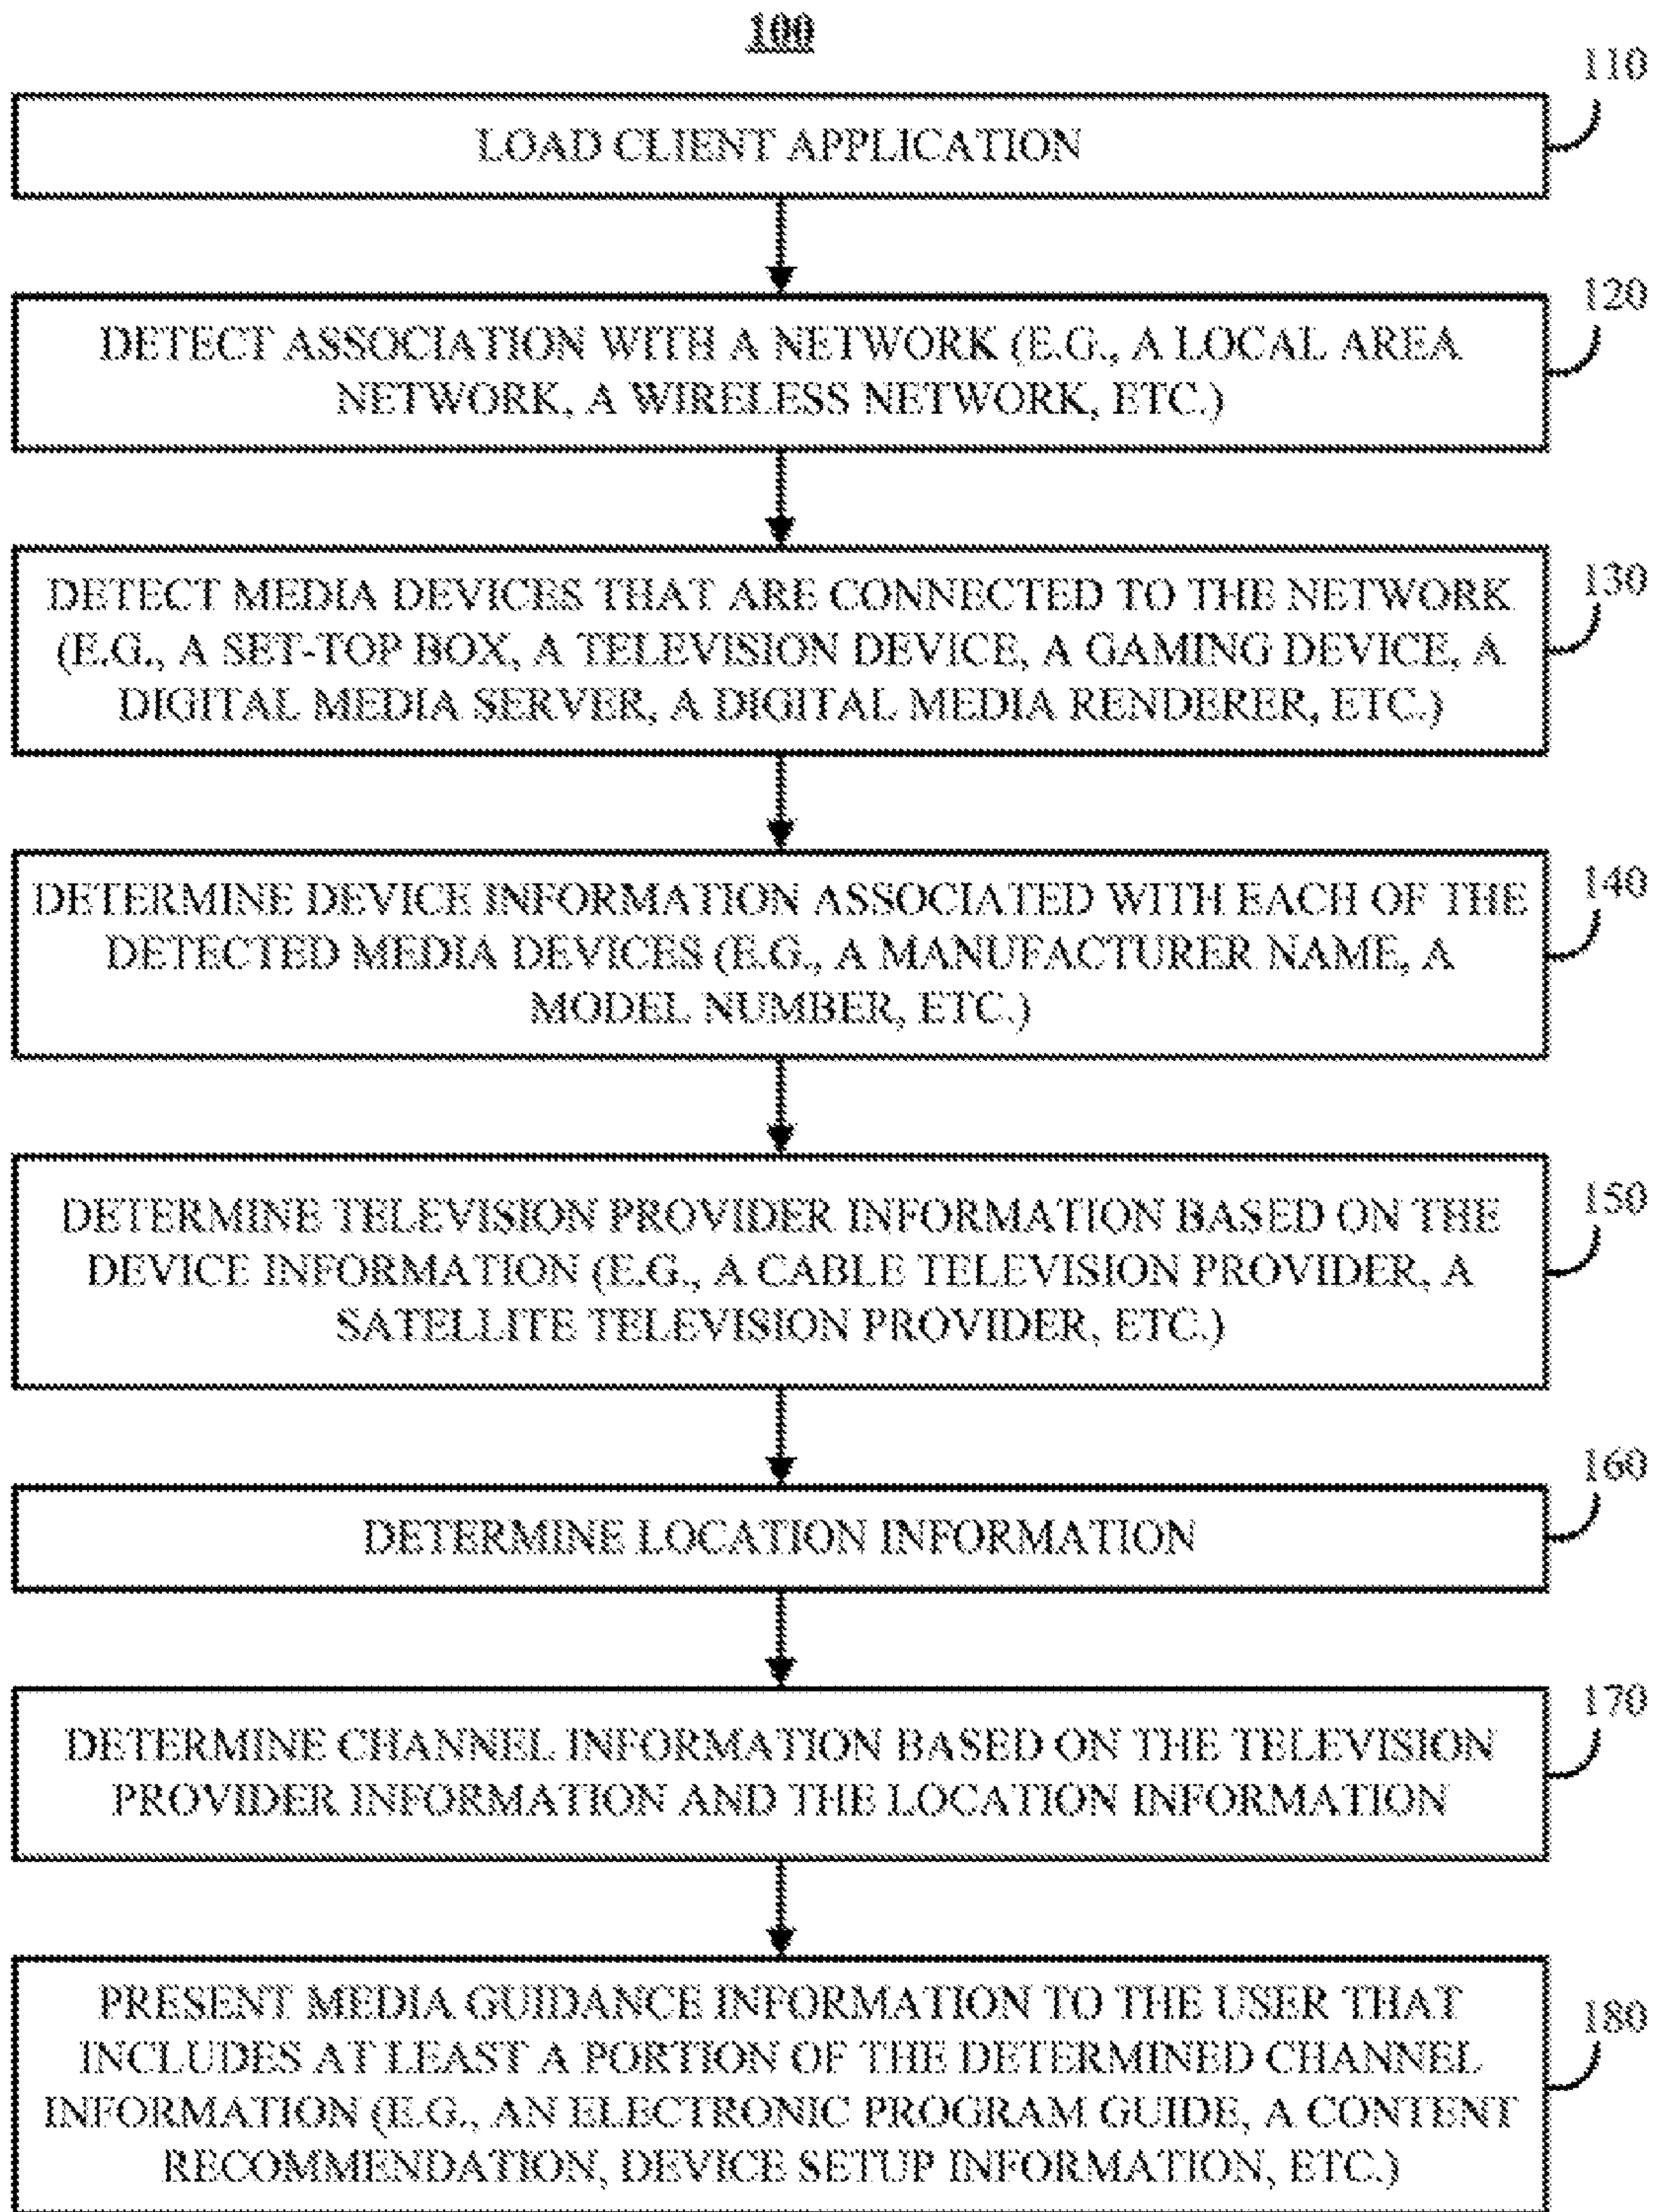 100
110
LOAD CLIENT APPLICATION
120
DETECT ASSOCIATION WITH A NETWORK (E.G., A LOCAL AREA
NETWORK, A WIRELESS NETWORK, ETC.)
130
DETECT MEDIA DEVICES THAT ARE CONNECTED TO THE NETWORK
(E.G., A SET-TOP BOX, A TELEVISION DEVICE, A GAMING DEVICE, A
DIGITAL MEDIA SERVER, A DIGITAL MEDIA RENDERER, ETC.)
140
DETERMINE DEVICE INFORMATION ASSOCIATED WITH EACH OF THE
DETECTED MEDIA DEVICES (E.G., A MANUFACTURER NAME, A
MODEL NUMBER, ETC.)
150
DETERMINE TELEVISION PROVIDER INFORMATION BASED ON THE
DEVICE INFORMATION (E.G., A CABLE TELEVISION PROVIDER, A
SATELLITE TELEVISION PROVIDER, ETC.)
160
DETERMINE LOCATION INFORMATION
170
DETERMINE CHANNEL INFORMATION BASED ON THE TELEVISION
PROVIDER INFORMATION AND THE LOCATION INFORMATION
180
PRESENT MEDIA GUIDANCE INFORMATION TO THE USER THAT
INCLUDES AT LEAST A PORTION OF THE DETERMINED CHANNEL
INFORMATION (E.G., AN ELECTRONIC PROGRAM GUIDE, A CONTENT
RECOMMENDATION, DEVICE SETUP INFORMATION, ETC.)